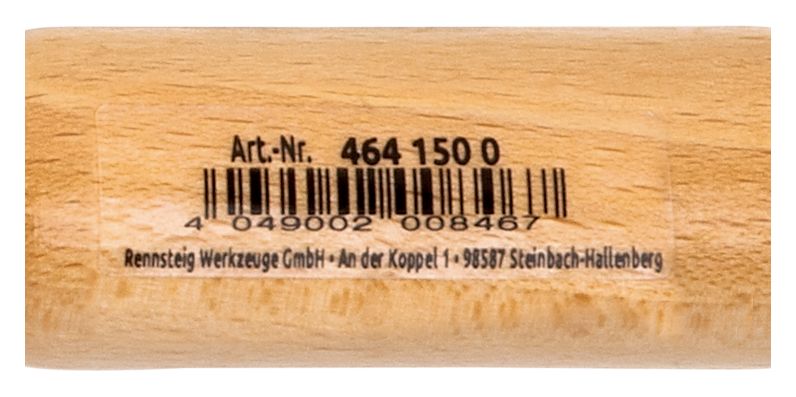 Art.-Nr. 464 150 0
4 049002 008467
Rennsteig Werkzeuge GmbH • An der Koppel 1 • 98587 Steinbach-Hallenberg